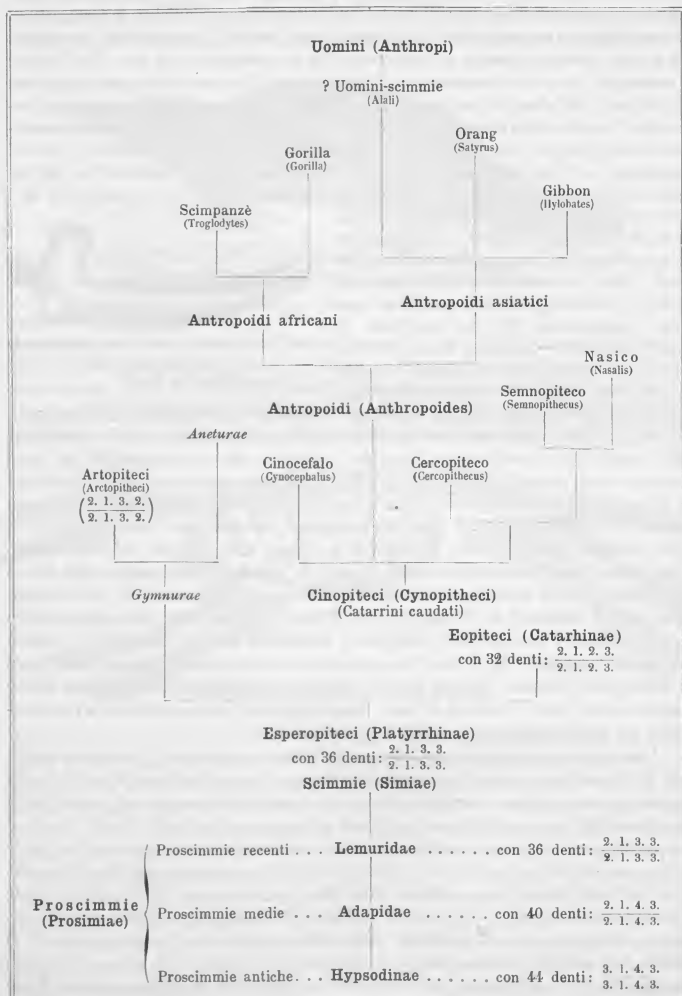 Uomini (Anthropi)
? Uomini-scimmie
(Alali)
Orang
(Satyrus)
Gorilla
(Gorilla)
Gibbon
(Hylobates)
Scimpanzè
(Troglodytes)
Antropoidi asiatici
Antropoidi africani
Nasico
(Nasalis)
Semnopiteco
(Semnopithecus)
Antropoidi (Anthropoides)
Aneturae
Cinocefalo
(Cynocephalus)
Cercopiteco
(Cercopithecus)
Artopiteci
(Arctopitheci)
(2. 1. 3. 2.
2. 1. 3. 2.)
Gymnurae
Cinopiteci (Cynopitheci)
(Catarrini caudati)
Eopiteci (Catarhinae)
con 32 denti: 2. 1. 2. 3.
2. 1. 2. 3.
Esperopiteci (Platyrrhinae)
con 36 denti: 2. 1. 3. 3.
2. 1. 3. 3.
Scimmie (Simiae)
Proscimmie recenti . . . Lemuridae . . . . . . con 36 denti: 2. 1. 3. 3.
2. 1. 3. 3.
Proscimmie
(Prosimiae)
Proscimmie medie . . . Adapidae . . . . . . con 40 denti: 2. 1. 4. 3.
2. 1. 4. 3.
Proscimmie antiche. . . Hypsodinae . . . . . . con 44 denti: 3. 1. 4. 3.
3. 1. 4. 3.